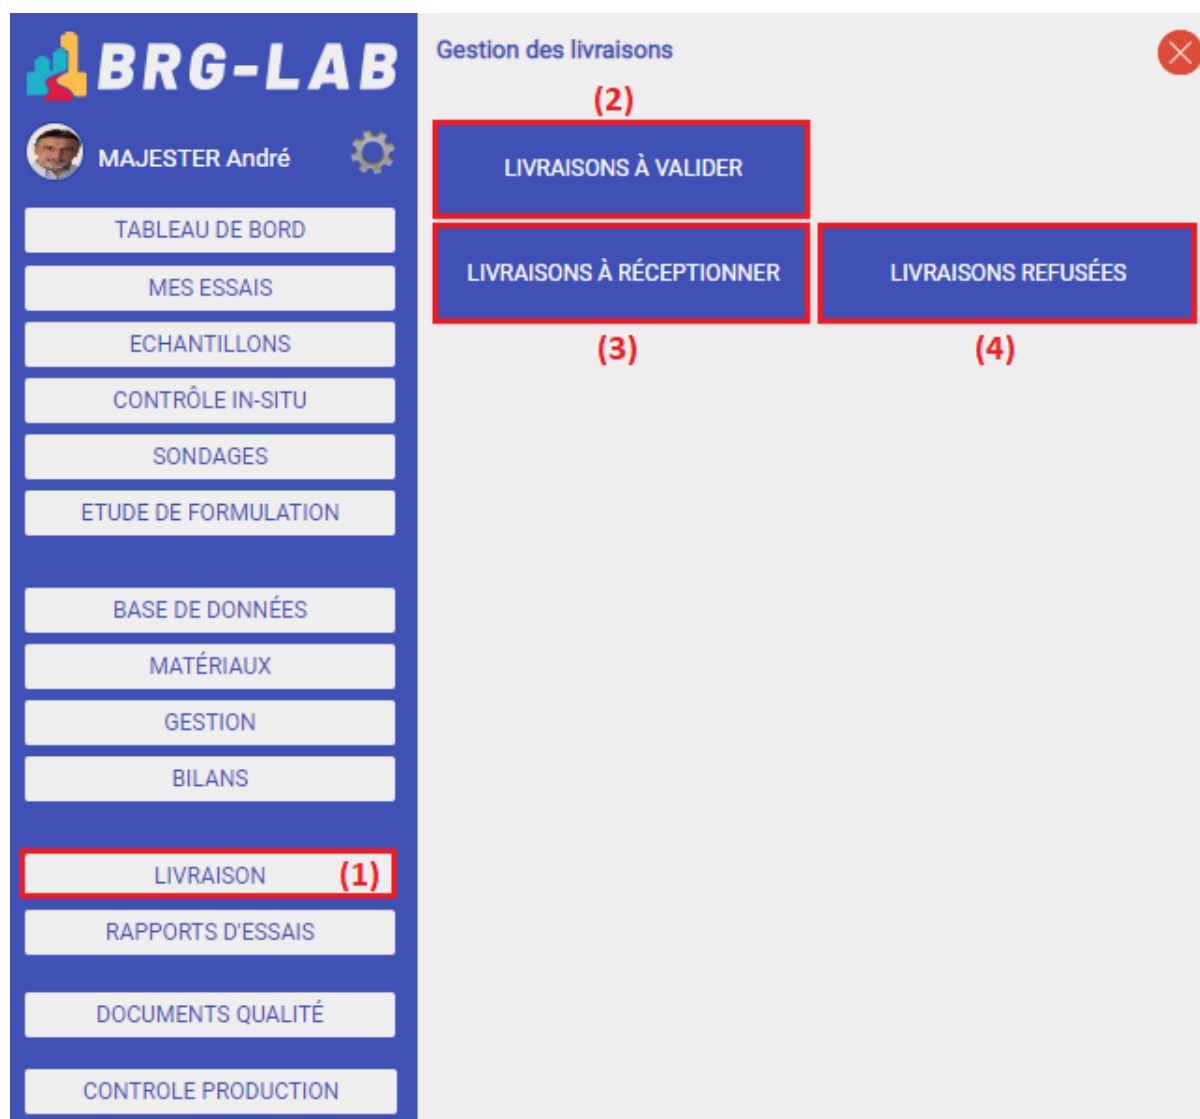 BRG-LAB
MAJESTER André
TABLEAU DE BORD
MES ESSAIS
ECHANTILLONS
CONTRÔLE IN-SITU
SONDAGES
ETUDE DE FORMULATION
BASE DE DONNÉES
MATÉRIAUX
GESTION
BILANS
LIVRAISON (1)
RAPPORTS D'ESSAIS
DOCUMENTS QUALITÉ
CONTROLE PRODUCTION
Gestion des livraisons
(2)
LIVRAISONS À VALIDER
LIVRAISONS À RÉCEPTIONNER
LIVRAISONS REFUSÉES
(3)
(4)